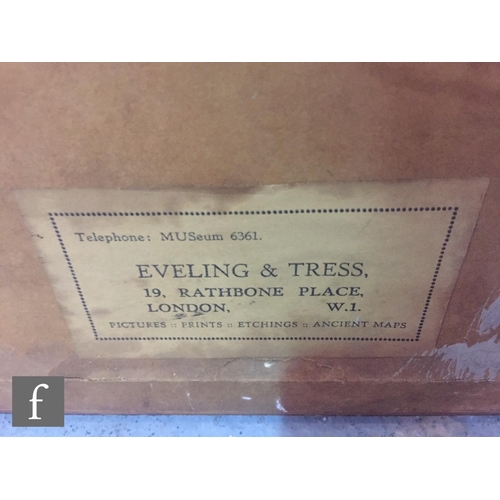 Telephone: MUSeum 6361.
EVELING & TRESS,
19, RATHBONE PLACE,
LONDON, W.1.
PICTURES :: PRINTS :: ETCHINGS :: ANCIENT MAPS
f